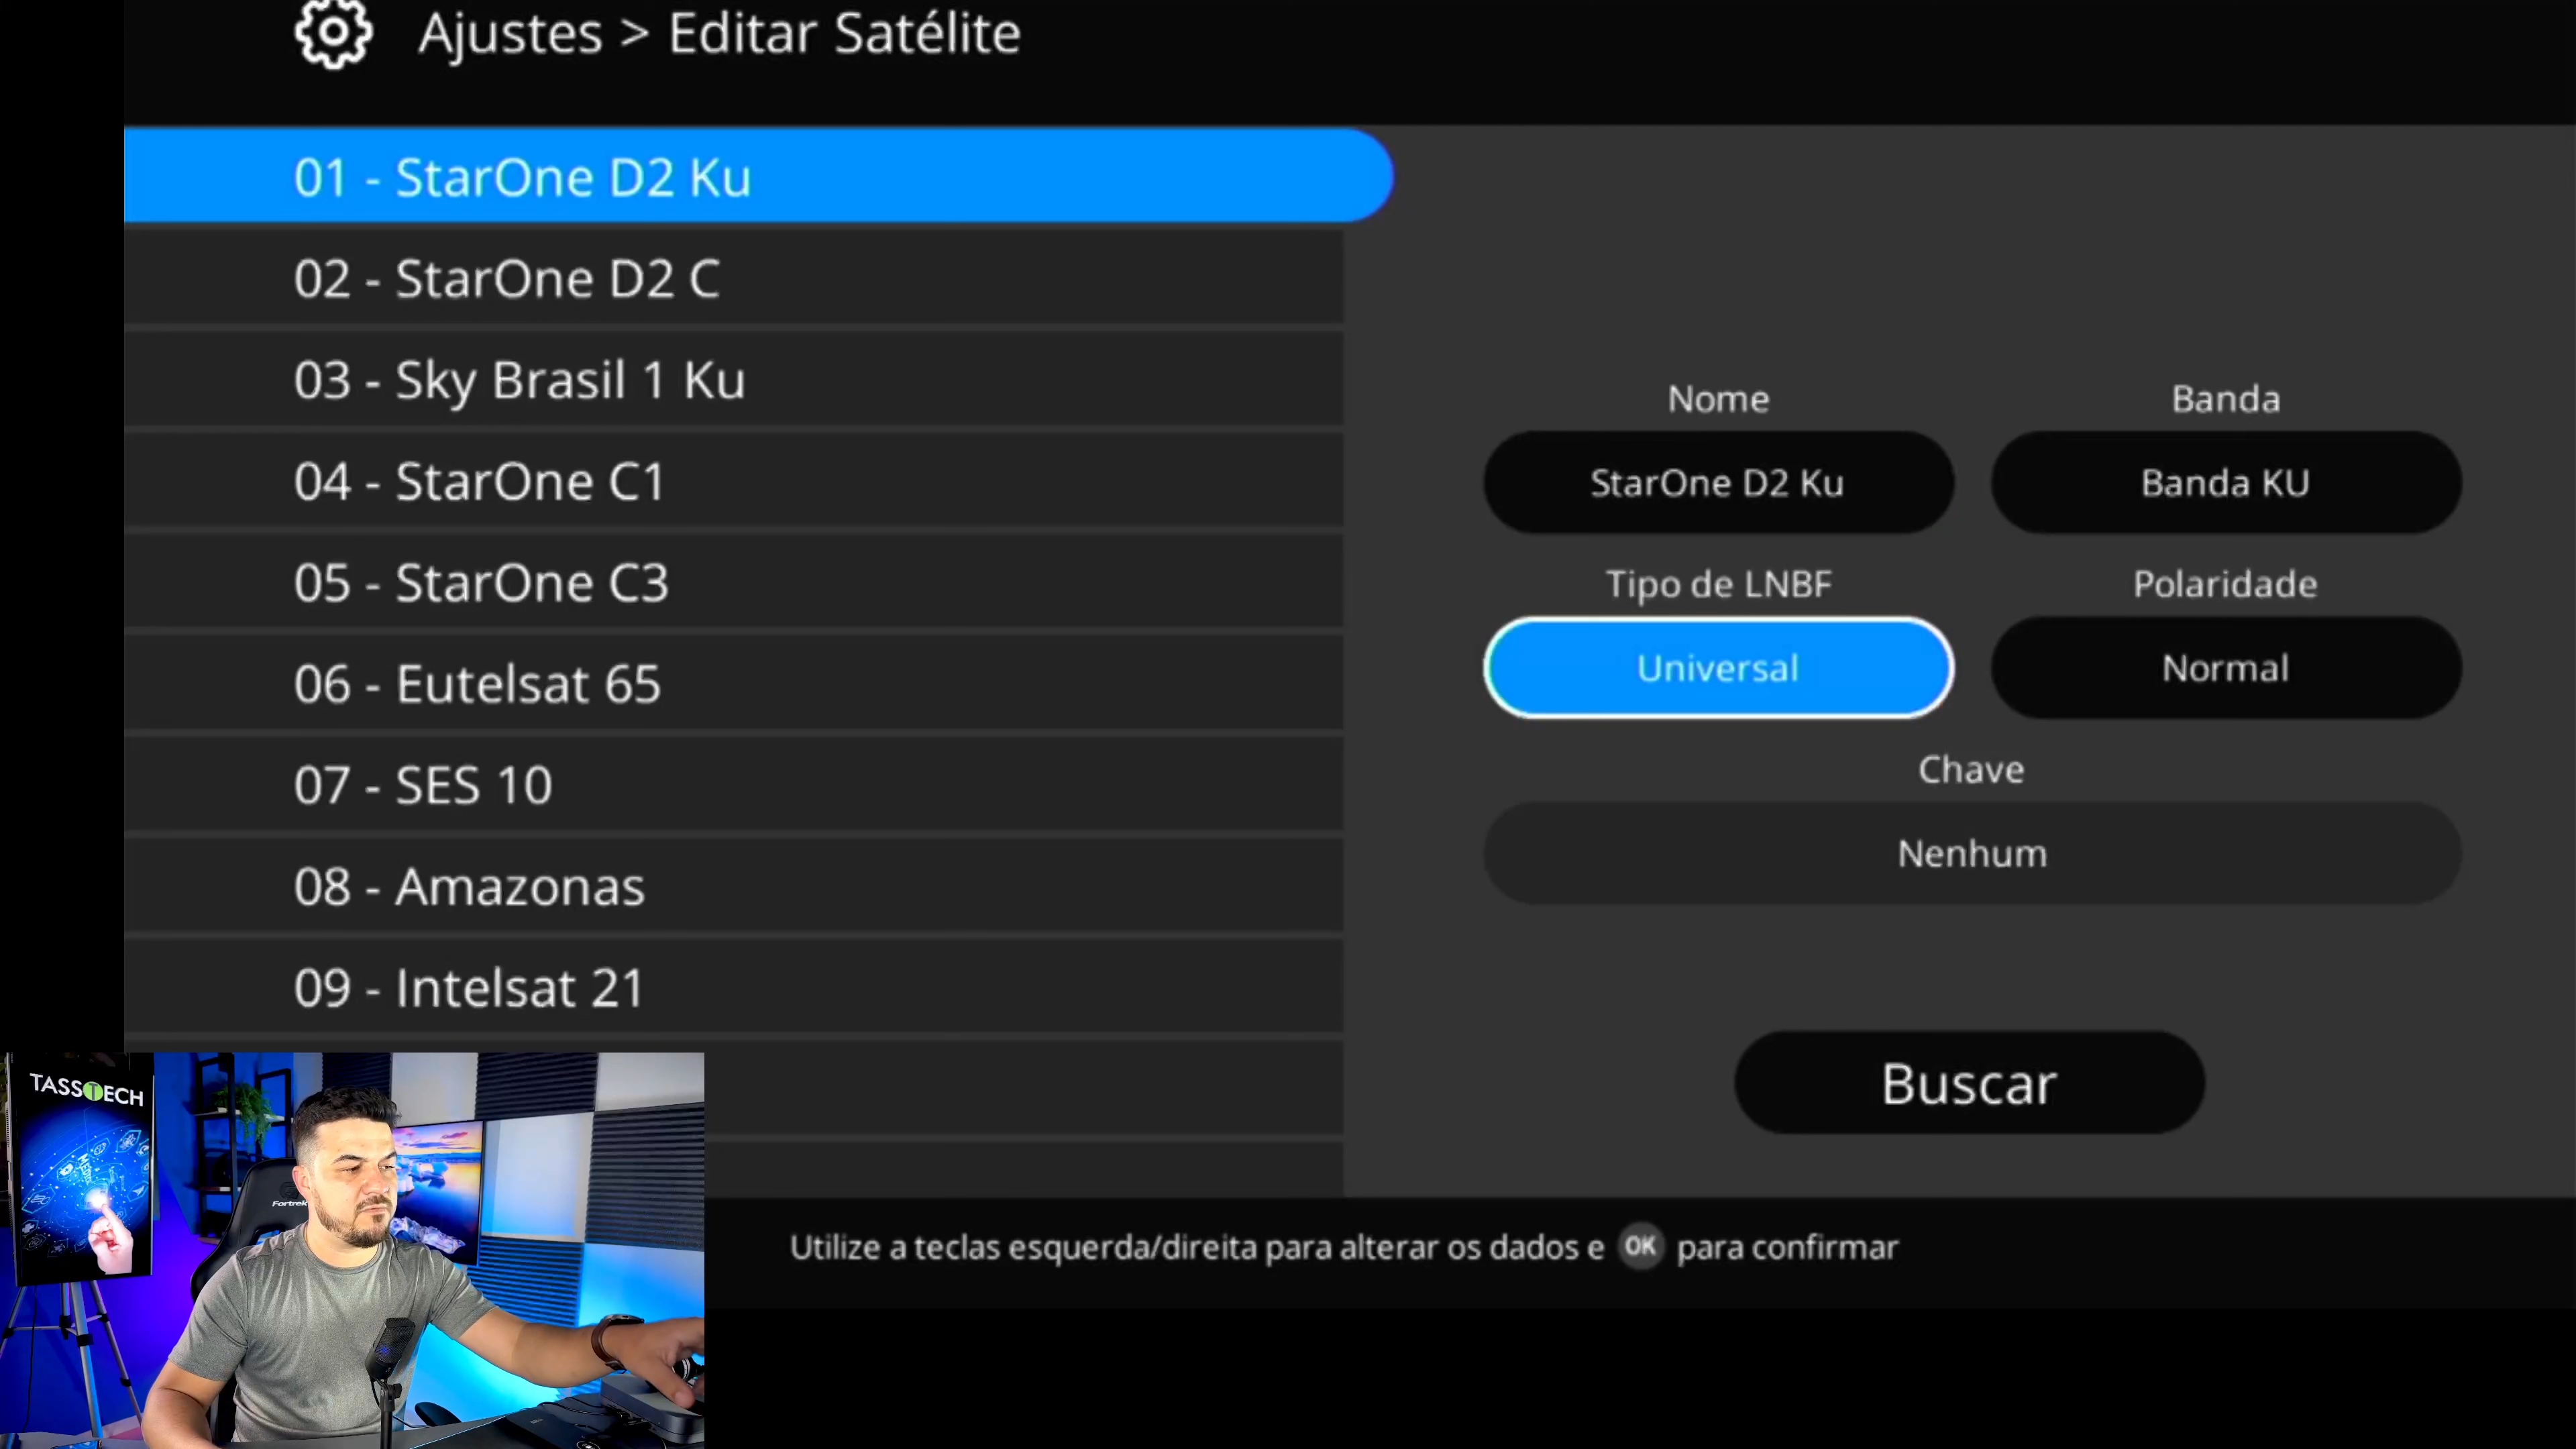 Ajustes > Editar Satélite
01 - StarOne D2 Ku
02 - StarOne D2 C
03 - Sky Brasil 1 Ku
04 - StarOne C1
05 - StarOne C3
06 - Eutelsat 65
07 - SES 10
08 - Amazonas
09 - Intelsat 21
Nome
Banda
StarOne D2 Ku
Banda KU
Tipo de LNBF
Polaridade
Universal
Normal
Chave
Nenhum
Buscar
Utilize a teclas esquerda/direita para alterar os dados e OK para confirmar
TASSTECH
Fortrek